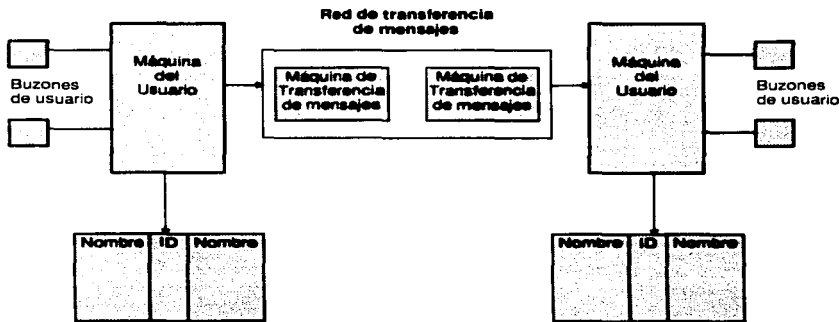 Red de transferencia
de mensajes
Máquina
del
Usuario
Buzones
de usuario
Máquina de
Transferencia
de mensajes
Máquina de
Transferencia
de mensajes
Máquina
del
Usuario
Buzones
de usuario
Nombre ID Nombre
Nombre ID Nombre